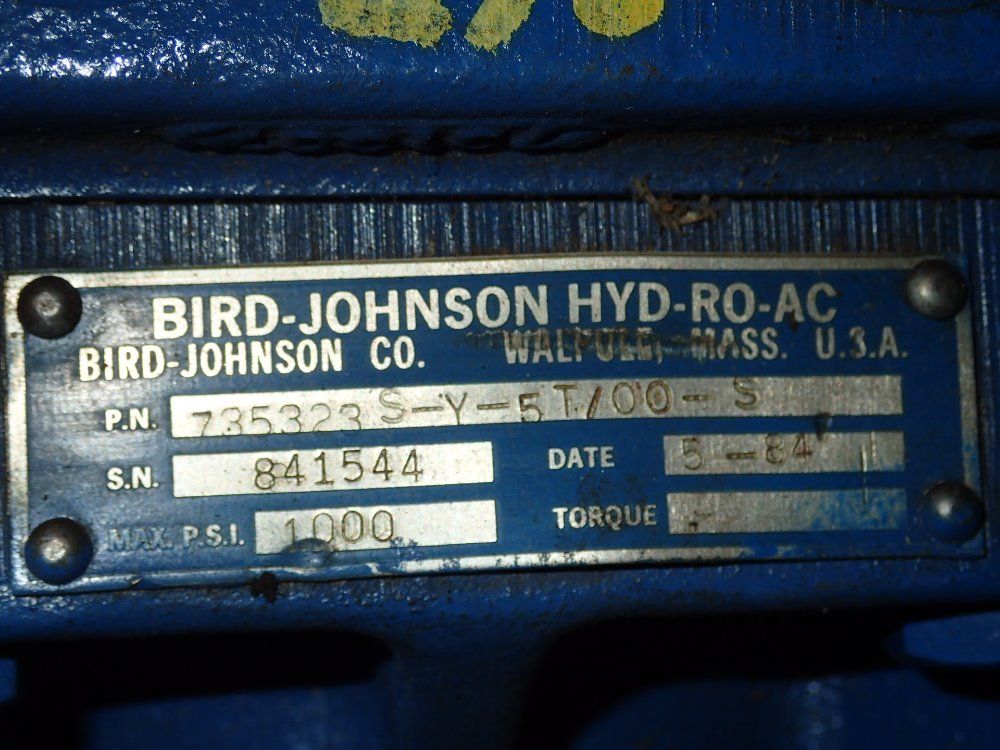 BIRD-JOHNSON HYD-RO-AC
BIRD-JOHNSON CO. WALPOLE, MASS. U.S.A.
P.N. 735323 S-Y-5T/00-S
S.N. 841544 DATE 5-84
MAX. P.S.I. 1000 TORQUE -